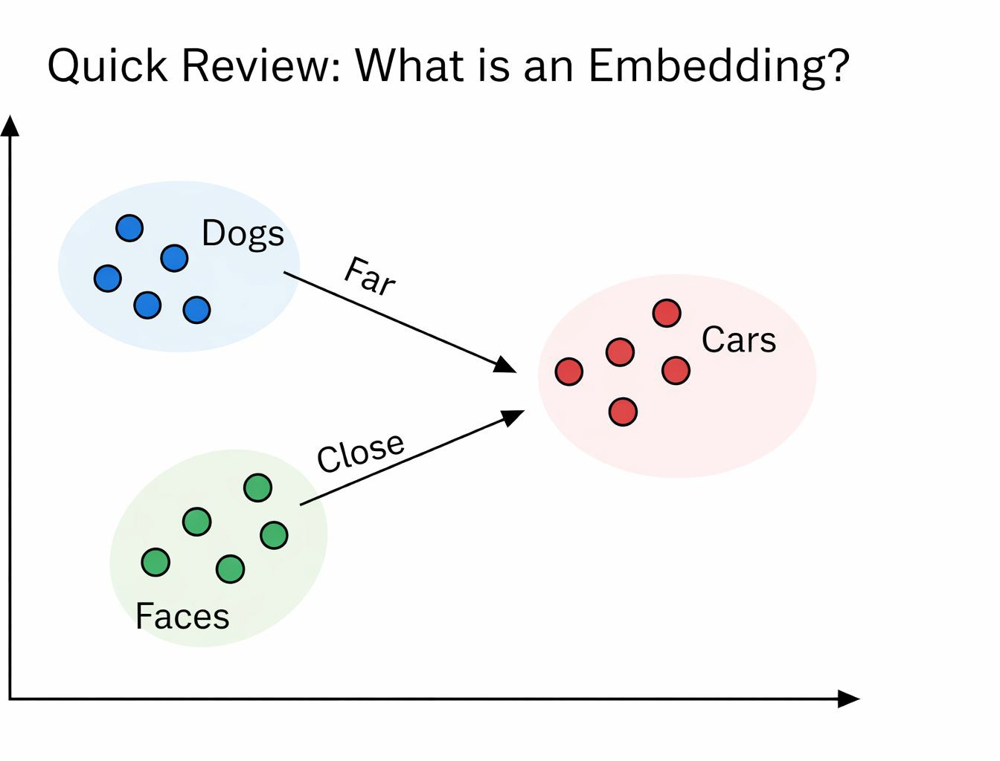 Quick Review: What is an Embedding?
Dogs
Far
Cars
Close
Faces